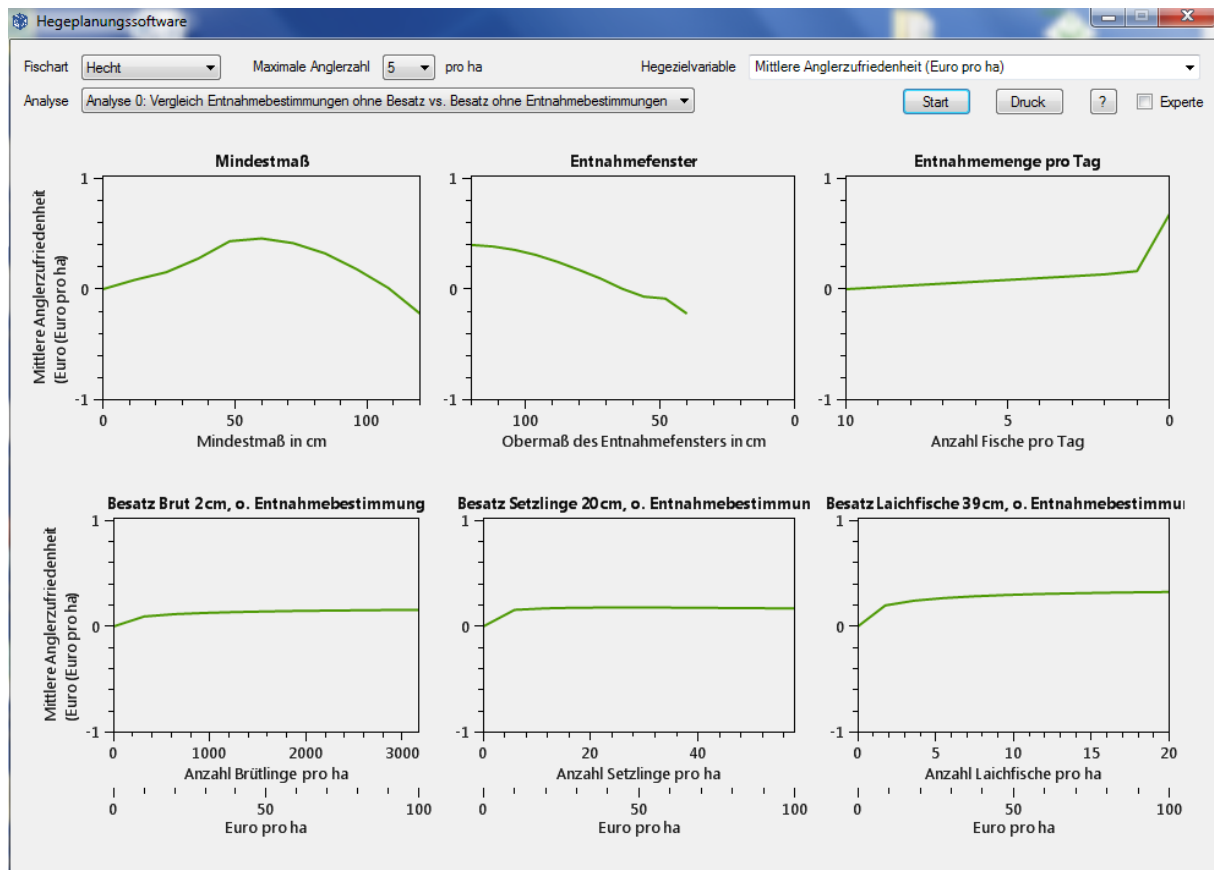 Hegeplanungssoftware
Fischart Hecht Maximale Anglerzahl 5 pro ha Hegezielvariable Mittlere Anglerzufriedenheit (Euro pro ha)
Analyse Analyse 0: Vergleich Entnahmebestimmungen ohne Besatz vs. Besatz ohne Entnahmebestimmungen Start Druck ? Experte
Mindestmaß Entnahmefenster Entnahmemenge pro Tag
Mittlere Anglerzufriedenheit
(Euro (Euro pro ha)
1
0
-1
0 50 100
Mindestmaß in cm
1
0
-1
100 50 0
Obermaß des Entnahmefensters in cm
1
0
-1
10 5 0
Anzahl Fische pro Tag
Besatz Brut 2cm, o. Entnahmebestimmung
Mittlere Anglerzufriedenheit
(Euro (Euro pro ha)
1
0
-1
0 1000 2000 3000
Anzahl Brütlinge pro ha
0 50 100
Euro pro ha
Besatz Setzlinge 20cm, o. Entnahmebestimmun
1
0
-1
0 20 40
Anzahl Setzlinge pro ha
0 50 100
Euro pro ha
Besatz Laichfische 39cm, o. Entnahmebestimmu
1
0
-1
0 5 10 15 20
Anzahl Laichfische pro ha
0 50 100
Euro pro ha